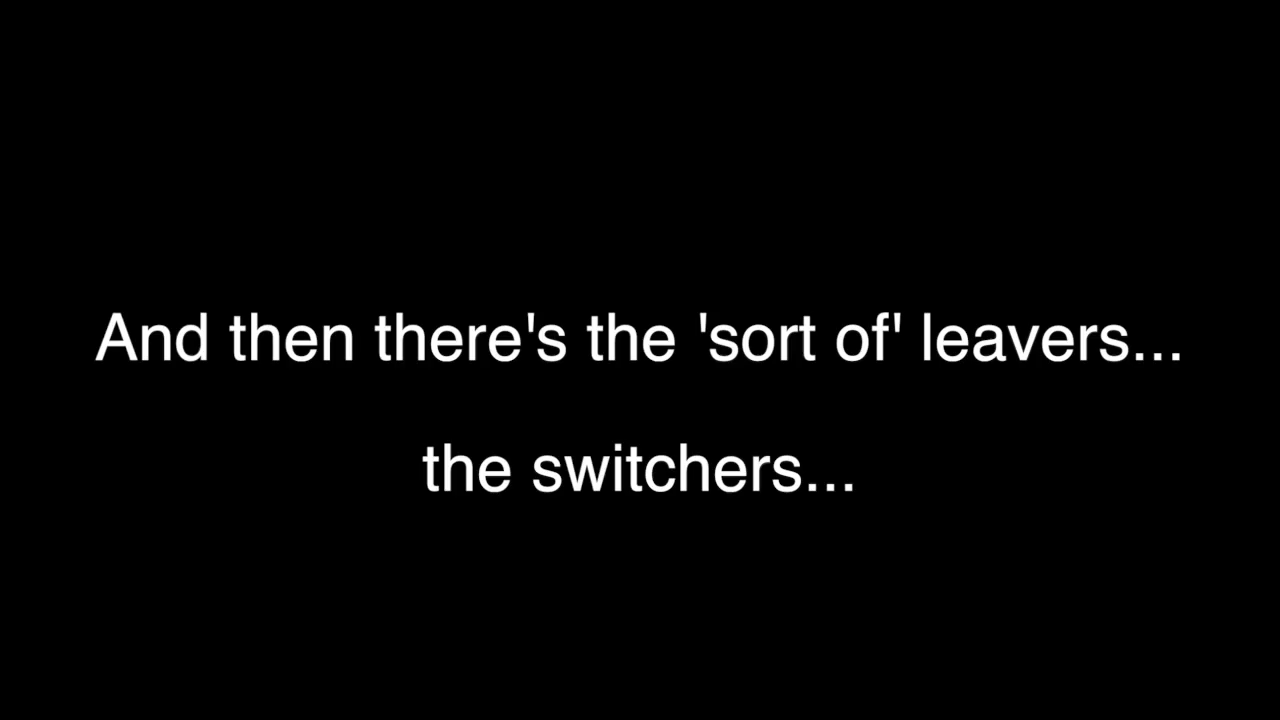 And then there's the 'sort of' leavers...
the switchers...